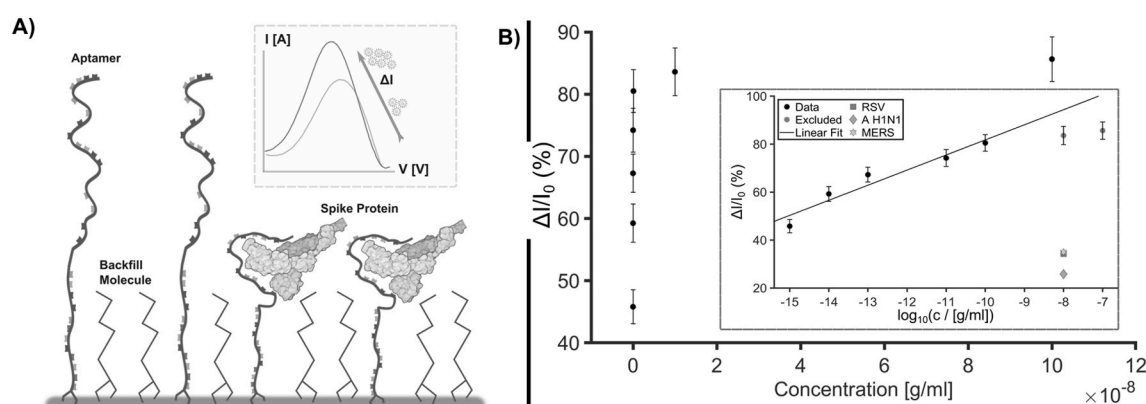 A)
Aptamer
I [A]
ΔI
V [V]
Spike Protein
Backfill
Molecule
B)
ΔI/I₀ (%)
90
80
70
60
50
40
0 2 4 6 8 10 12
Concentration [g/ml]
×10⁻⁸
Data RSV
Excluded A H1N1
Linear Fit MERS
ΔI/I₀ (%)
100
80
60
40
20
-15 -14 -13 -12 -11 -10 -9 -8 -7
log₁₀(c / [g/ml])